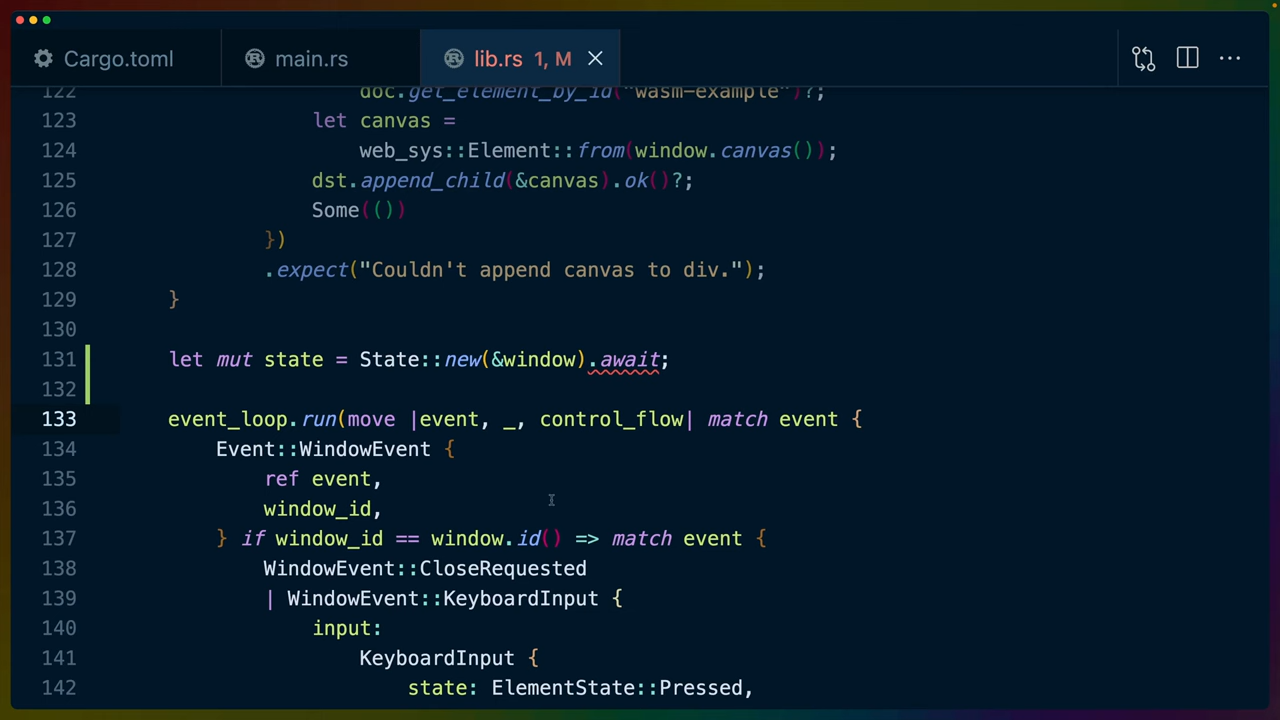 Cargo.toml main.rs lib.rs 1, M
122 doc.get_element_by_id("wasm-example")?;
123 let canvas =
124 web_sys::Element::from(window.canvas());
125 dst.append_child(&canvas).ok()?;
126 Some(())
127 })
128 .expect("Couldn't append canvas to div.");
129 }
130
131 let mut state = State::new(&window).await;
132
133 event_loop.run(move |event, _, control_flow| match event {
134 Event::WindowEvent {
135 ref event,
136 window_id,
137 } if window_id == window.id() => match event {
138 WindowEvent::CloseRequested
139 | WindowEvent::KeyboardInput {
140 input:
141 KeyboardInput {
142 state: ElementState::Pressed,